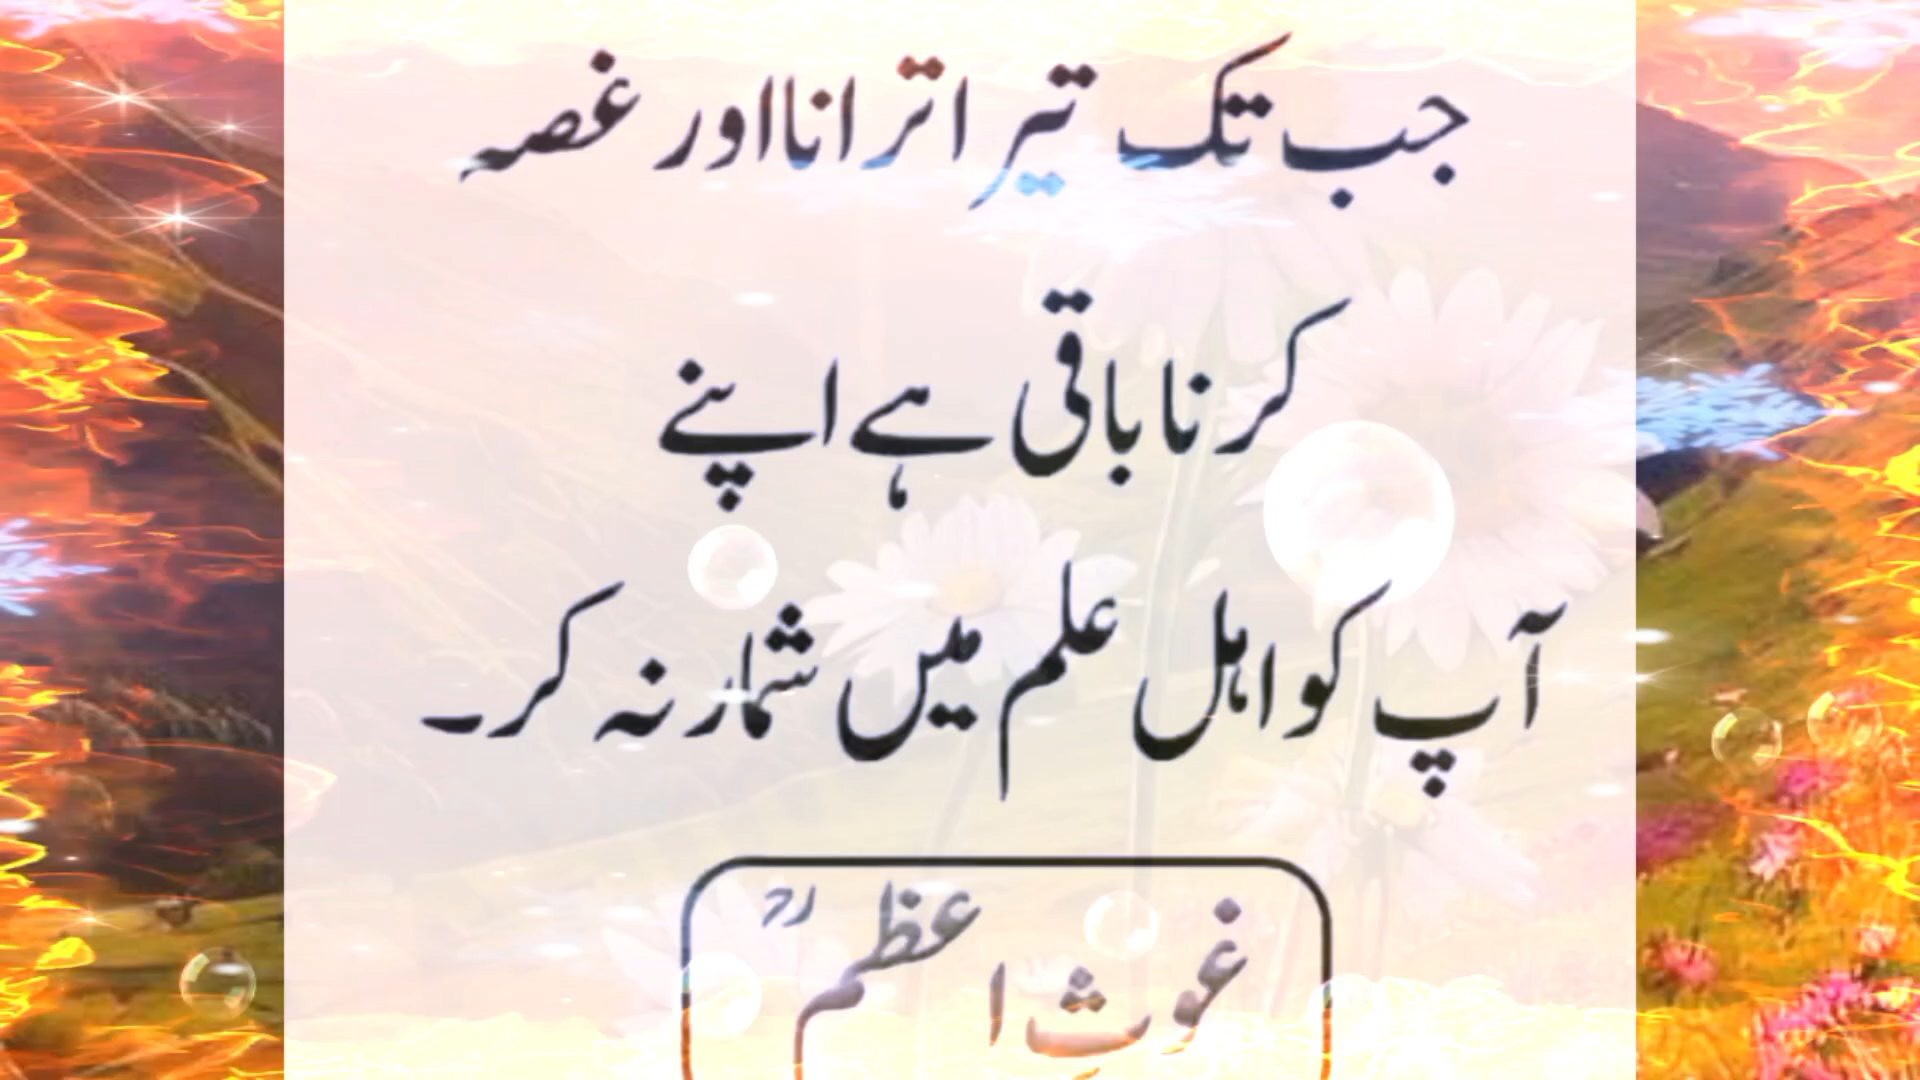 جب تک تیر اترانا اور غصہ
کرنا باقی ہے اپنے
آپ کو اہل علم میں شمار نہ کر۔
غوثِ اعظمؒ